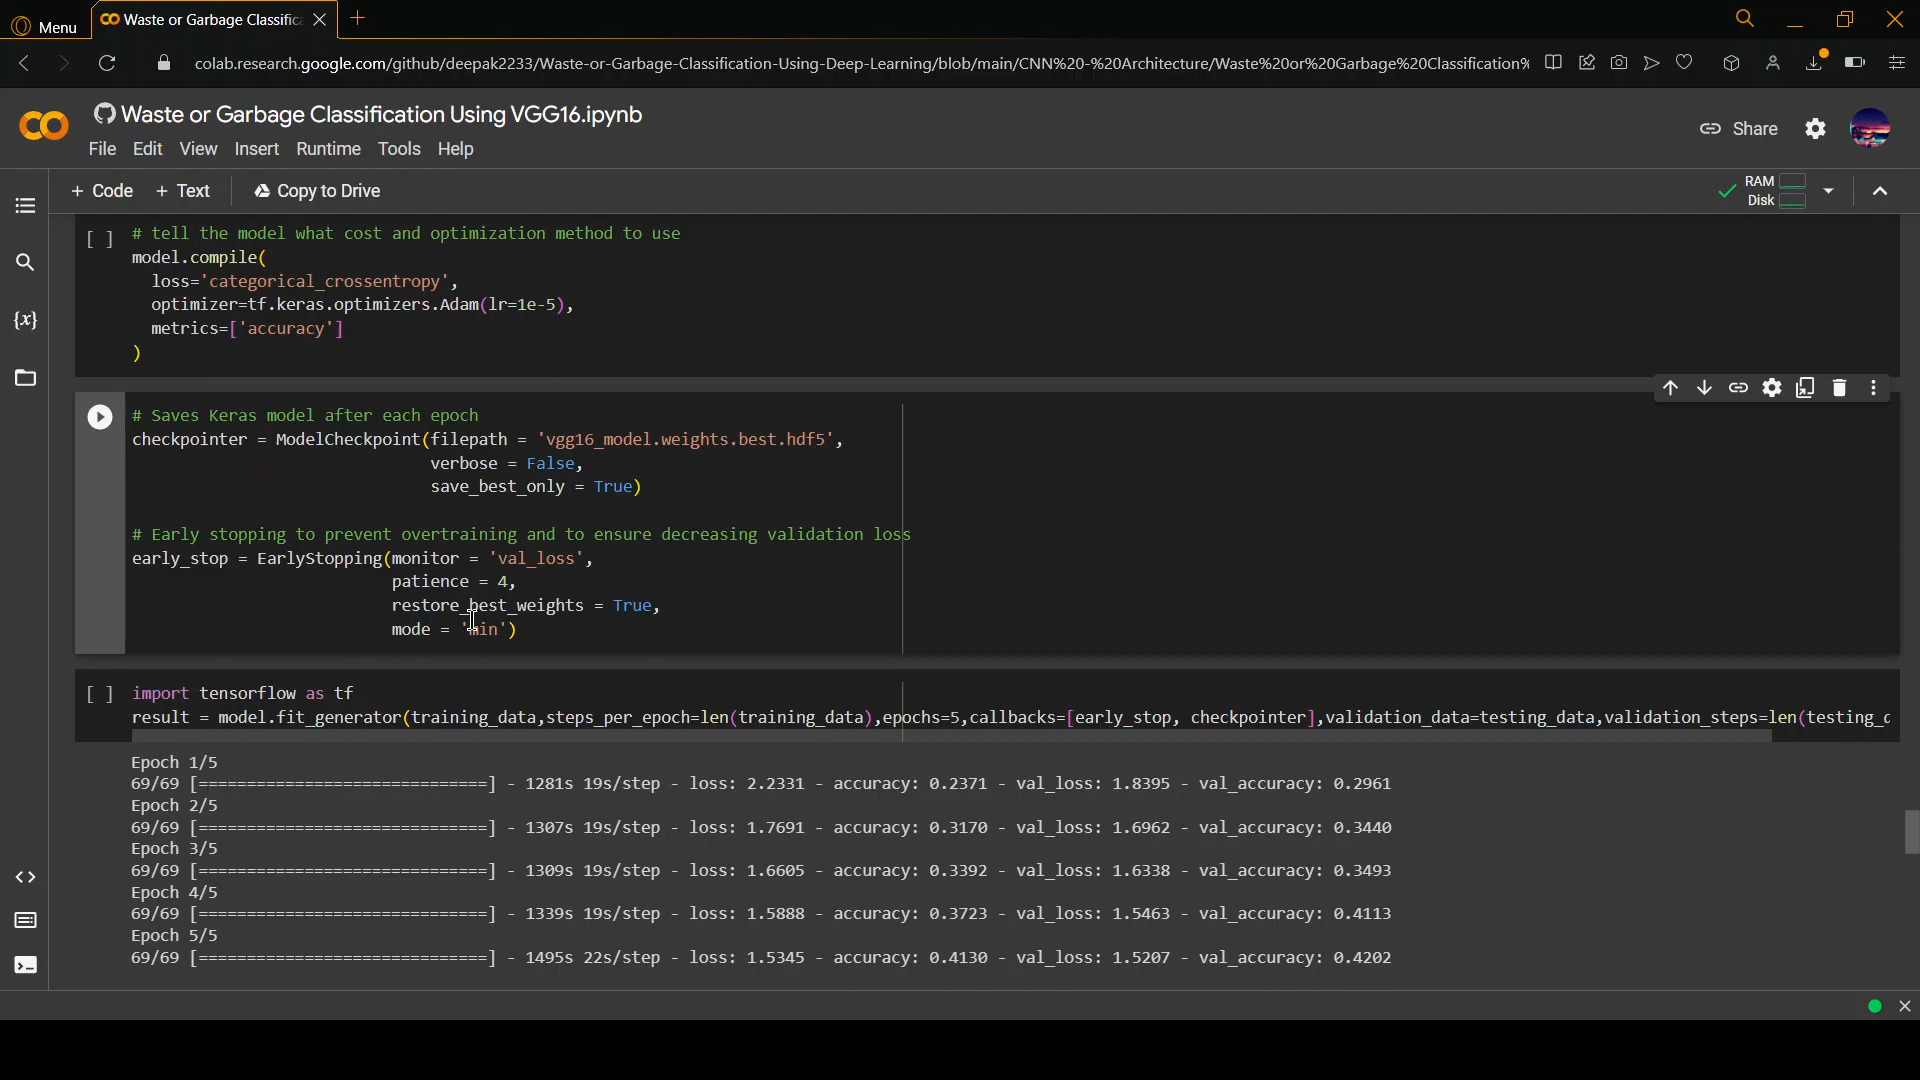 Menu
Waste or Garbage Classific
colab.research.google.com/github/deepak2233/Waste-or-Garbage-Classification-Using-Deep-Learning/blob/main/CNN%20-%20Architecture/Waste%20or%20Garbage%20Classification%
Waste or Garbage Classification Using VGG16.ipynb
Share
File Edit View Insert Runtime Tools Help
+ Code + Text Copy to Drive
RAM
Disk
[ ] # tell the model what cost and optimization method to use
model.compile(
loss='categorical_crossentropy',
optimizer=tf.keras.optimizers.Adam(lr=1e-5),
metrics=['accuracy']
)
{x}
# Saves Keras model after each epoch
checkpointer = ModelCheckpoint(filepath = 'vgg16_model.weights.best.hdf5',
verbose = False,
save_best_only = True)
# Early stopping to prevent overtraining and to ensure decreasing validation loss
early_stop = EarlyStopping(monitor = 'val_loss',
patience = 4,
restore_best_weights = True,
mode = 'min')
[ ] import tensorflow as tf
result = model.fit_generator(training_data,steps_per_epoch=len(training_data),epochs=5,callbacks=[early_stop, checkpointer],validation_data=testing_data,validation_steps=len(testing_d
Epoch 1/5
69/69 [==============================] - 1281s 19s/step - loss: 2.2331 - accuracy: 0.2371 - val_loss: 1.8395 - val_accuracy: 0.2961
Epoch 2/5
69/69 [==============================] - 1307s 19s/step - loss: 1.7691 - accuracy: 0.3170 - val_loss: 1.6962 - val_accuracy: 0.3440
Epoch 3/5
69/69 [==============================] - 1309s 19s/step - loss: 1.6605 - accuracy: 0.3392 - val_loss: 1.6338 - val_accuracy: 0.3493
Epoch 4/5
69/69 [==============================] - 1339s 19s/step - loss: 1.5888 - accuracy: 0.3723 - val_loss: 1.5463 - val_accuracy: 0.4113
Epoch 5/5
69/69 [==============================] - 1495s 22s/step - loss: 1.5345 - accuracy: 0.4130 - val_loss: 1.5207 - val_accuracy: 0.4202